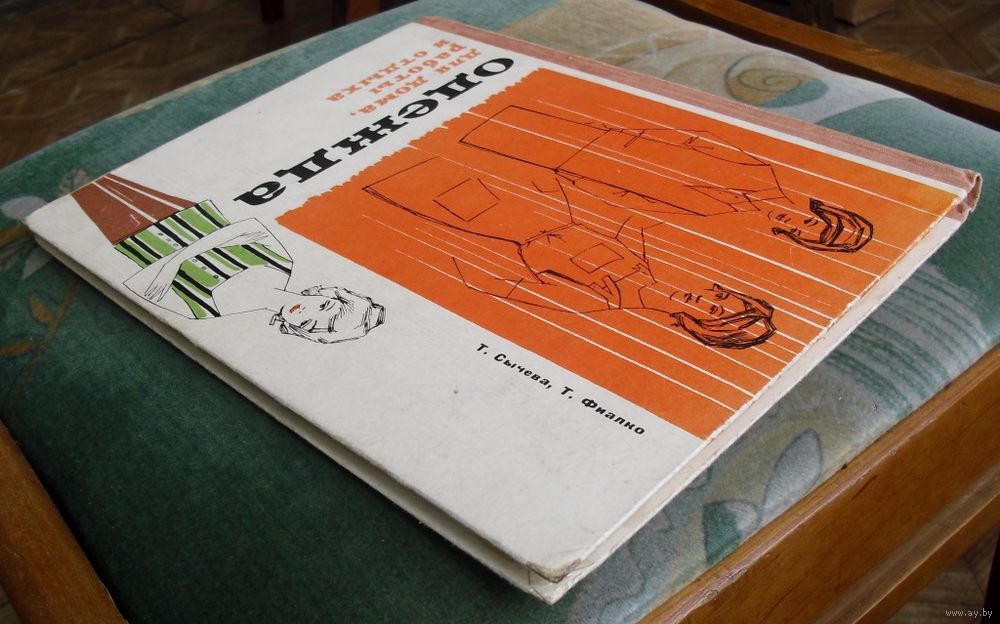 Т. Сычева, Т. Фиалко
Одежда
для дома,
работы
и отдыха
www.ay.by